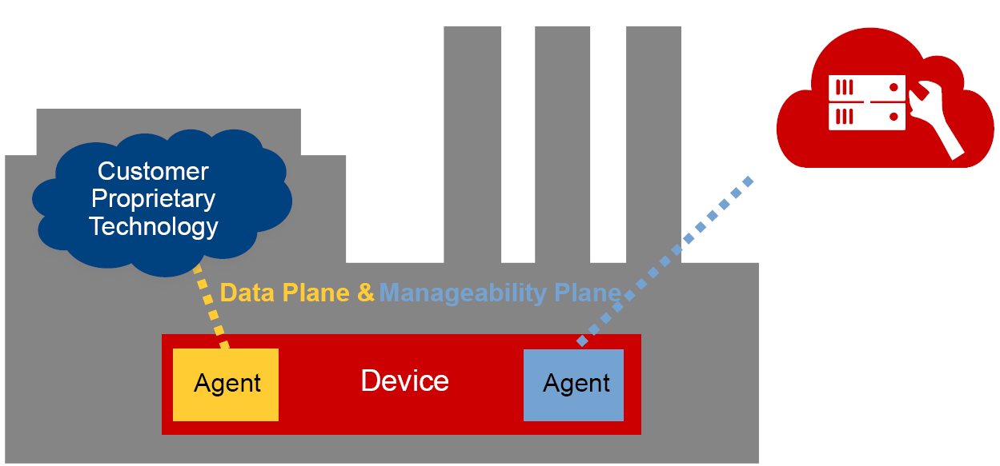 Customer
Proprietary
Technology
Data Plane & Manageability Plane
Agent
Device
Agent